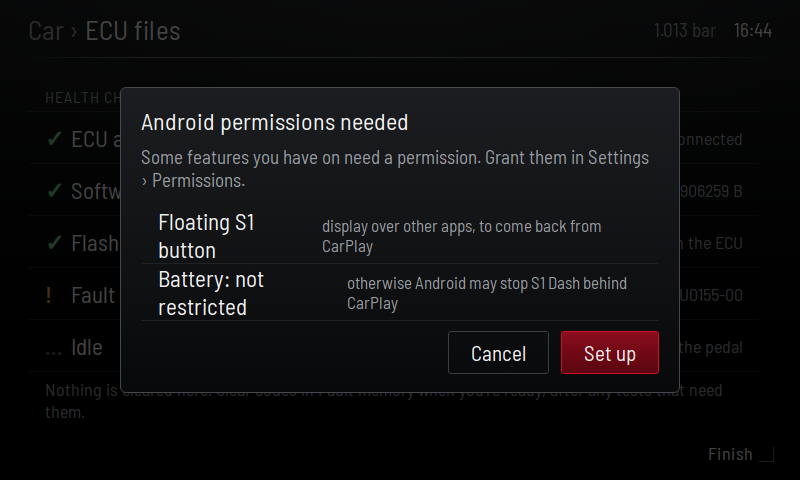 Car › ECU files
1.013 bar 16:44
HEALTH CH
Android permissions needed
✓ ECU a
onnected
Some features you have on need a permission. Grant them in Settings
› Permissions.
✓ Softw
906259 B
Floating S1
button
display over other apps, to come back from
CarPlay
✓ Flash
the ECU
Battery: not
restricted
otherwise Android may stop S1 Dash behind
CarPlay
! Fault
U0155-00
... Idle
the pedal
Cancel
Set up
Nothing is cleared here. Clear codes in Fault memory when you're ready, after any tests that need
them.
Finish